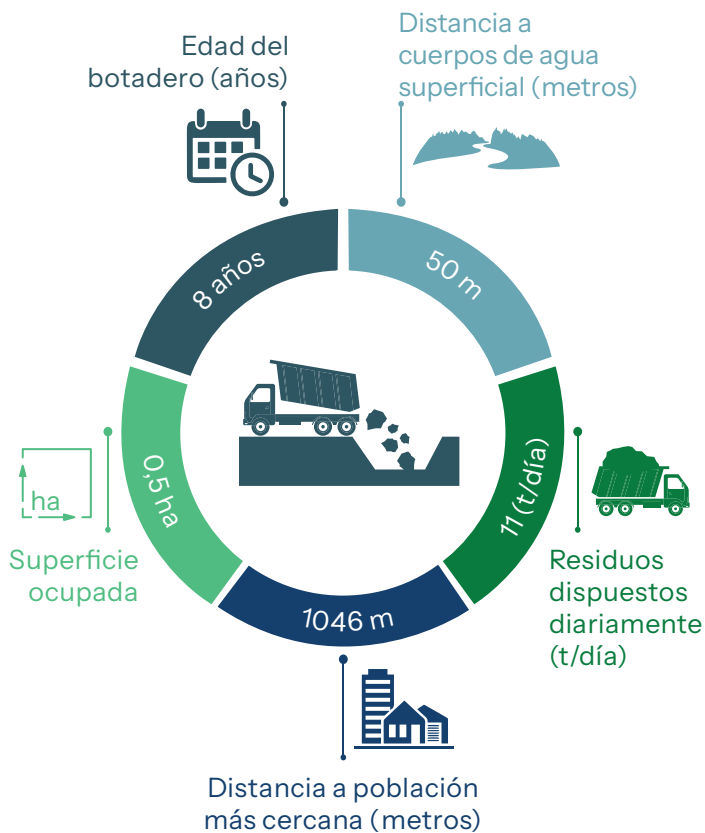 Edad del
botadero (años)
Distancia a
cuerpos de agua
superficial (metros)
8 años
50 m
0,5 ha
11 (t/día)
1046 m
ha
Superficie
ocupada
Residuos
dispuestos
diariamente
(t/día)
Distancia a población
más cercana (metros)